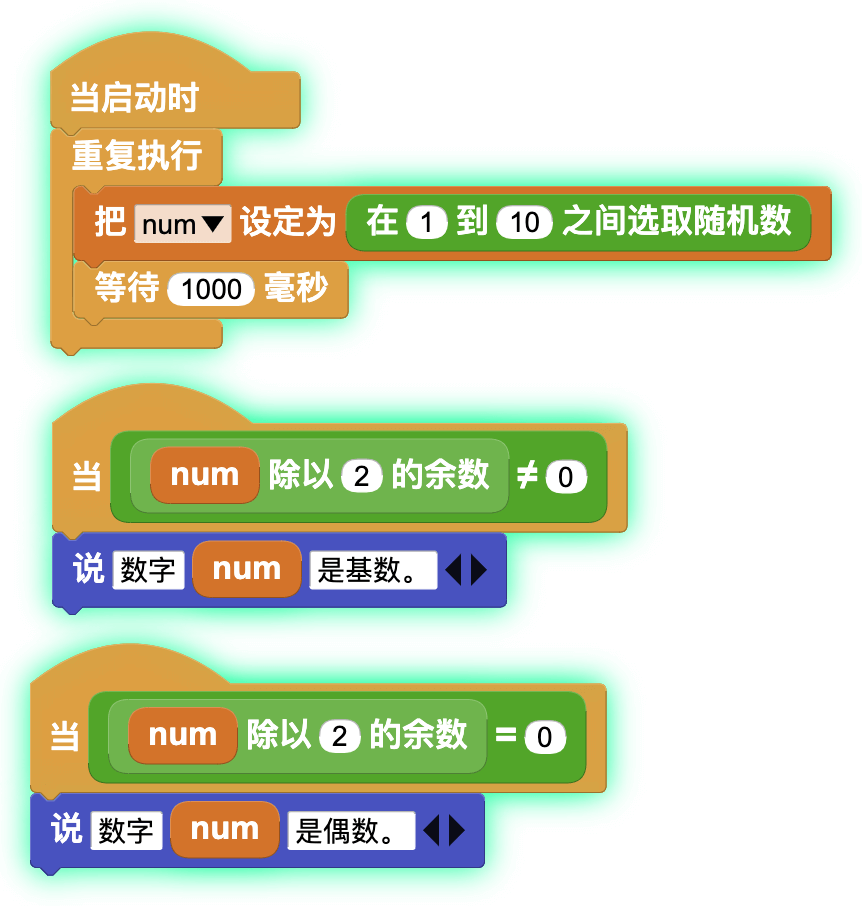 当启动时
重复执行
把 num▼ 设定为 在 1 到 10 之间选取随机数
等待 1000 毫秒
当 num 除以 2 的余数 ≠ 0
说 数字 num 是基数。
当 num 除以 2 的余数 = 0
说 数字 num 是偶数。